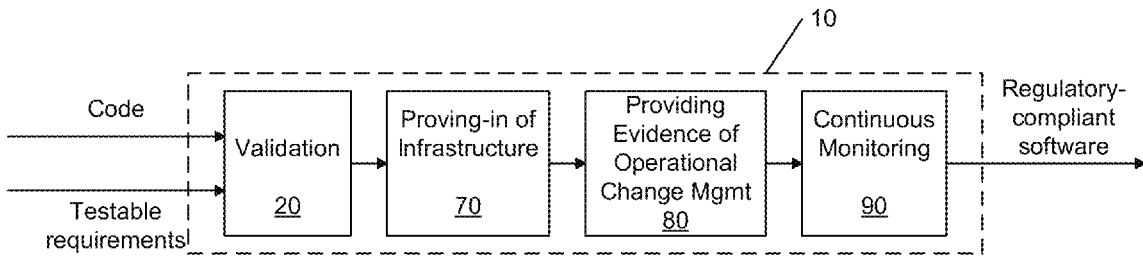 10
Code
Testable
requirements
Validation
20
Proving-in of
Infrastructure
70
Providing
Evidence of
Operational
Change Mgmt
80
Continuous
Monitoring
90
Regulatory-
compliant
software